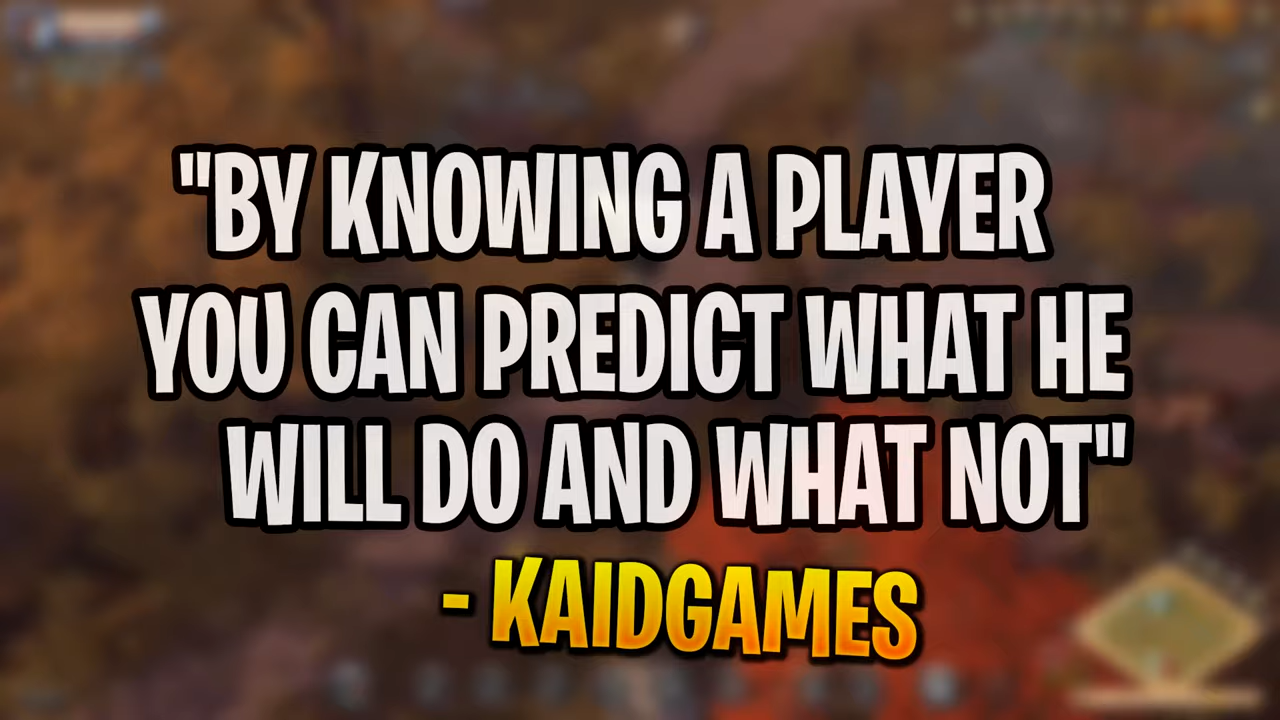 "BY KNOWING A PLAYER
YOU CAN PREDICT WHAT HE
WILL DO AND WHAT NOT"
- KAIDGAMES